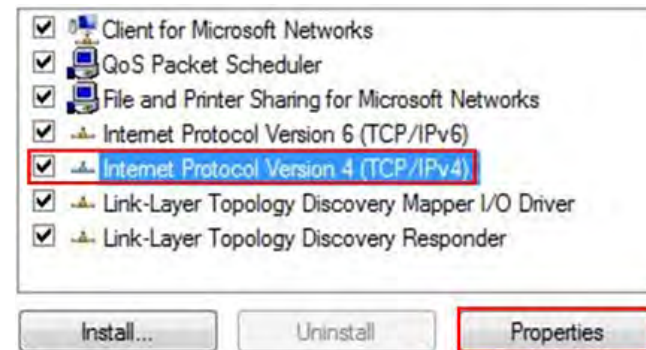 Client for Microsoft Networks
QoS Packet Scheduler
File and Printer Sharing for Microsoft Networks
Internet Protocol Version 6 (TCP/IPv6)
Internet Protocol Version 4 (TCP/IPv4)
Link-Layer Topology Discovery Mapper I/O Driver
Link-Layer Topology Discovery Responder
Install... Uninstall Properties